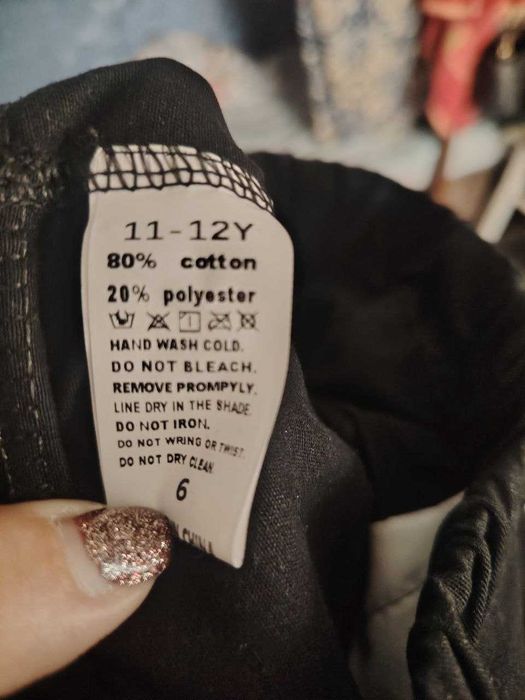 11-12Y
80% cotton
20% polyester
HAND WASH COLD.
DO NOT BLEACH.
REMOVE PROMPYLY.
LINE DRY IN THE SHADE
DO NOT IRON.
DO NOT WRING OR TWIST.
DO NOT DRY CLEAN
6
CHINA